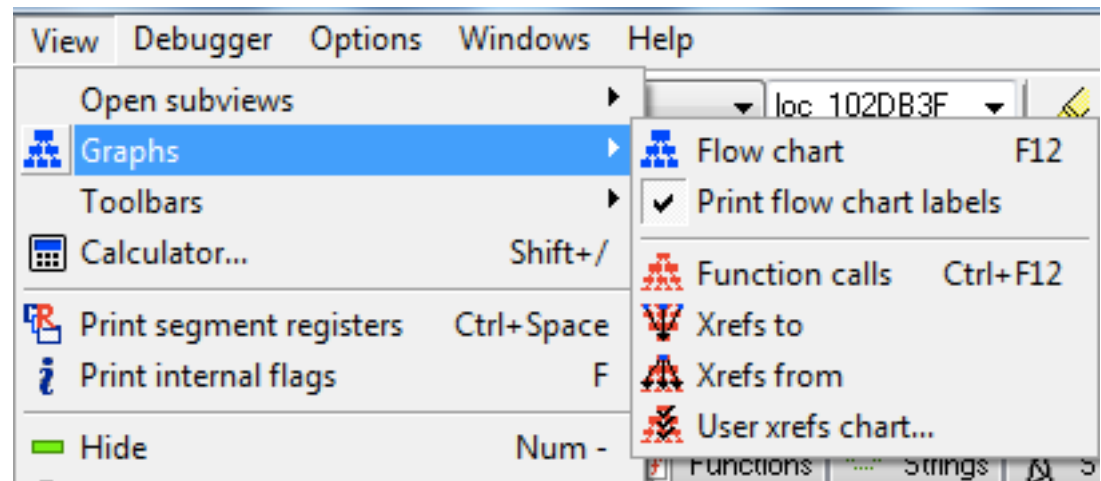 View Debugger Options Windows Help
Open subviews
loc_102DB3F
Graphs
Flow chart F12
Toolbars
Print flow chart labels
Calculator... Shift+/
Function calls Ctrl+F12
Print segment registers Ctrl+Space
Xrefs to
Print internal flags F
Xrefs from
User xrefs chart...
Hide Num -
Functions Strings